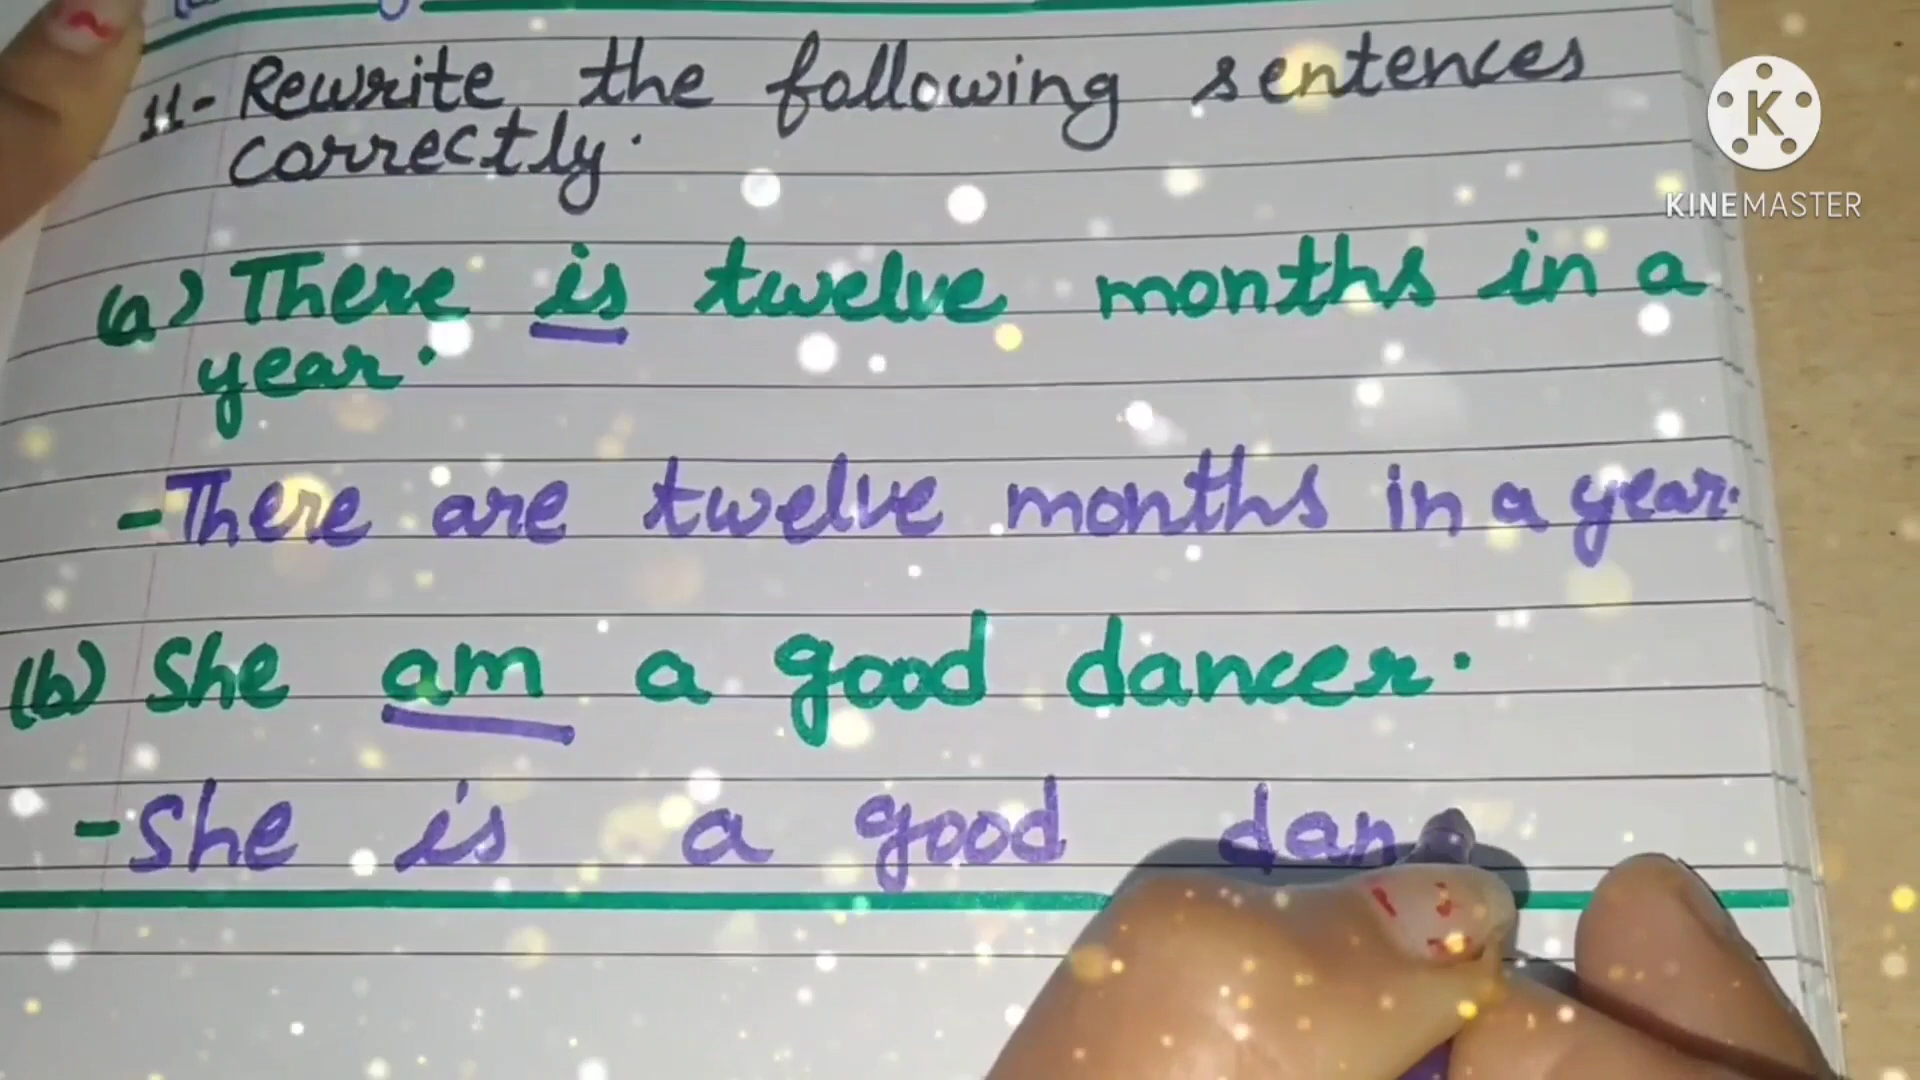 11- Rewrite the following sentences
correctly.
(a) There is twelve months in a
year.
-There are twelve months in a year.
(b) She am a good dancer.
-She is a good dan
K
KINEMASTER